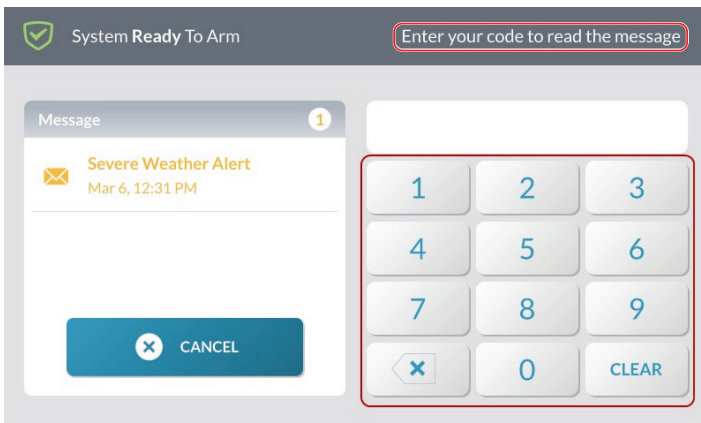 System Ready To Arm
Enter your code to read the message
Message 1
Severe Weather Alert
Mar 6, 12:31 PM
CANCEL
1 2 3
4 5 6
7 8 9
0 CLEAR